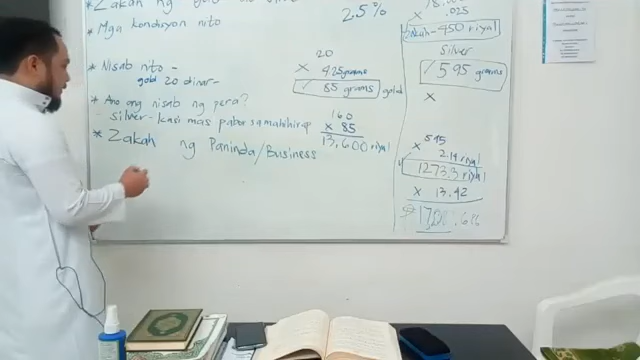 * Zakah ng
2.5%
* Mga kondisyon nito
* Nisab nito -
gold 20 dinar -
* Ano ang nisab ng pera?
silver - kasi mas pabor sa mahihirap
* Zakah ng Paninda/Business
20
× 4.25 grams
85 grams gold
160
× 85
13,600 riyal
× .025
450 riyal
Silver
595 grams
×
595
× 2.14 riyal
1273.3 riyal
× 13.42